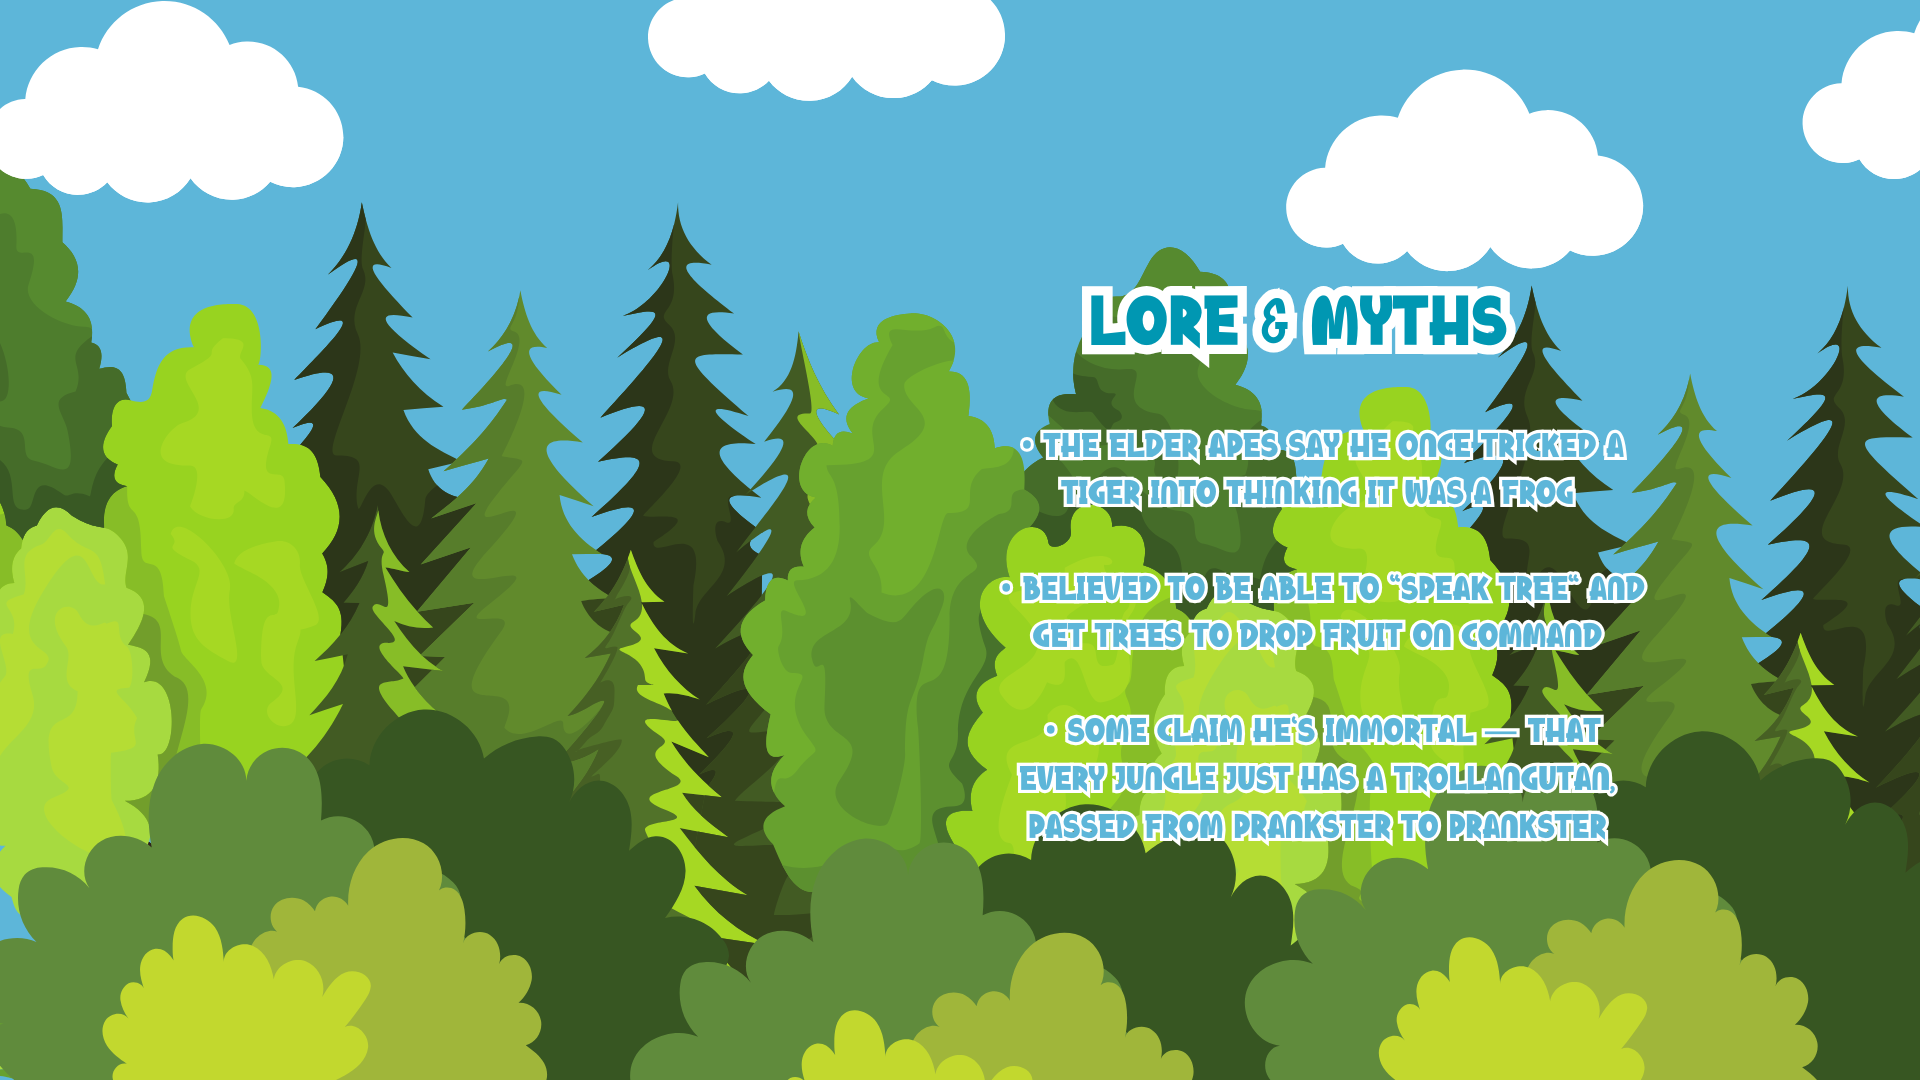 LORE & MYTHS
• THE ELDER APES SAY HE ONCE TRICKED A
TIGER INTO THINKING IT WAS A FROG
• BELIEVED TO BE ABLE TO “SPEAK TREE“ AND
GET TREES TO DROP FRUIT ON COMMAND
• SOME CLAIM HE'S IMMORTAL — THAT
EVERY JUNGLE JUST HAS A TROLLANGUTAN,
PASSED FROM PRANKSTER TO PRANKSTER